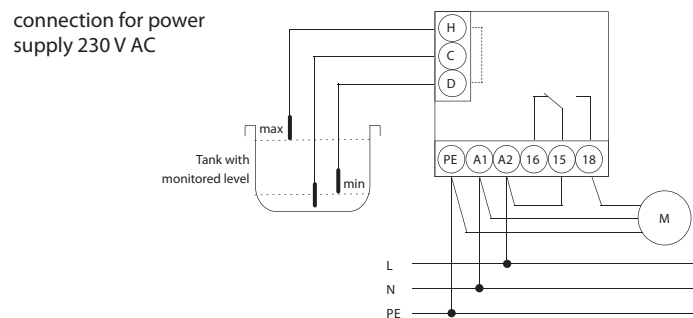 connection for power
supply 230 V AC
H
C
D
max
Tank with
monitored level
min
PE A1 A2 16 15 18
M
L
N
PE